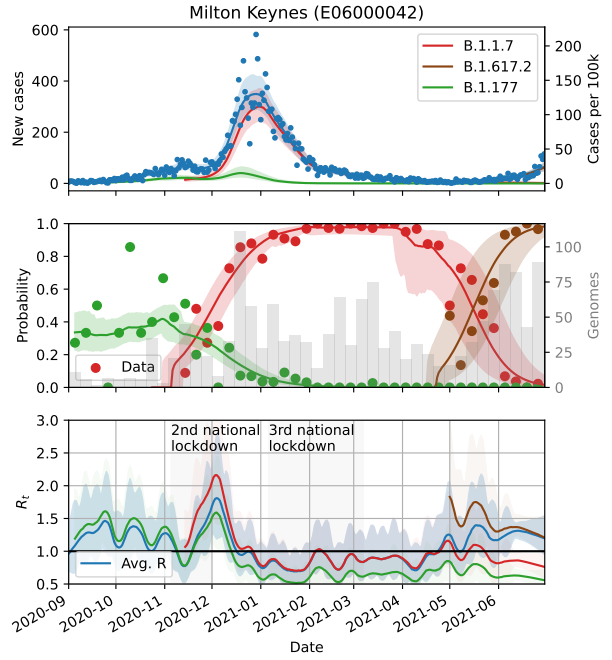 Milton Keynes (E06000042)
600
400
200
0
New cases
200
150
100
50
0
Cases per 100k
B.1.1.7
B.1.617.2
B.1.177
1.0
0.8
0.6
0.4
0.2
0.0
Probability
100
75
50
25
0
Genomes
Data
3.0
2.5
2.0
1.5
1.0
0.5
Rt
2nd national
lockdown
3rd national
lockdown
Avg. R
2020-09
2020-10
2020-11
2020-12
2021-01
2021-02
2021-03
2021-04
2021-05
2021-06
Date